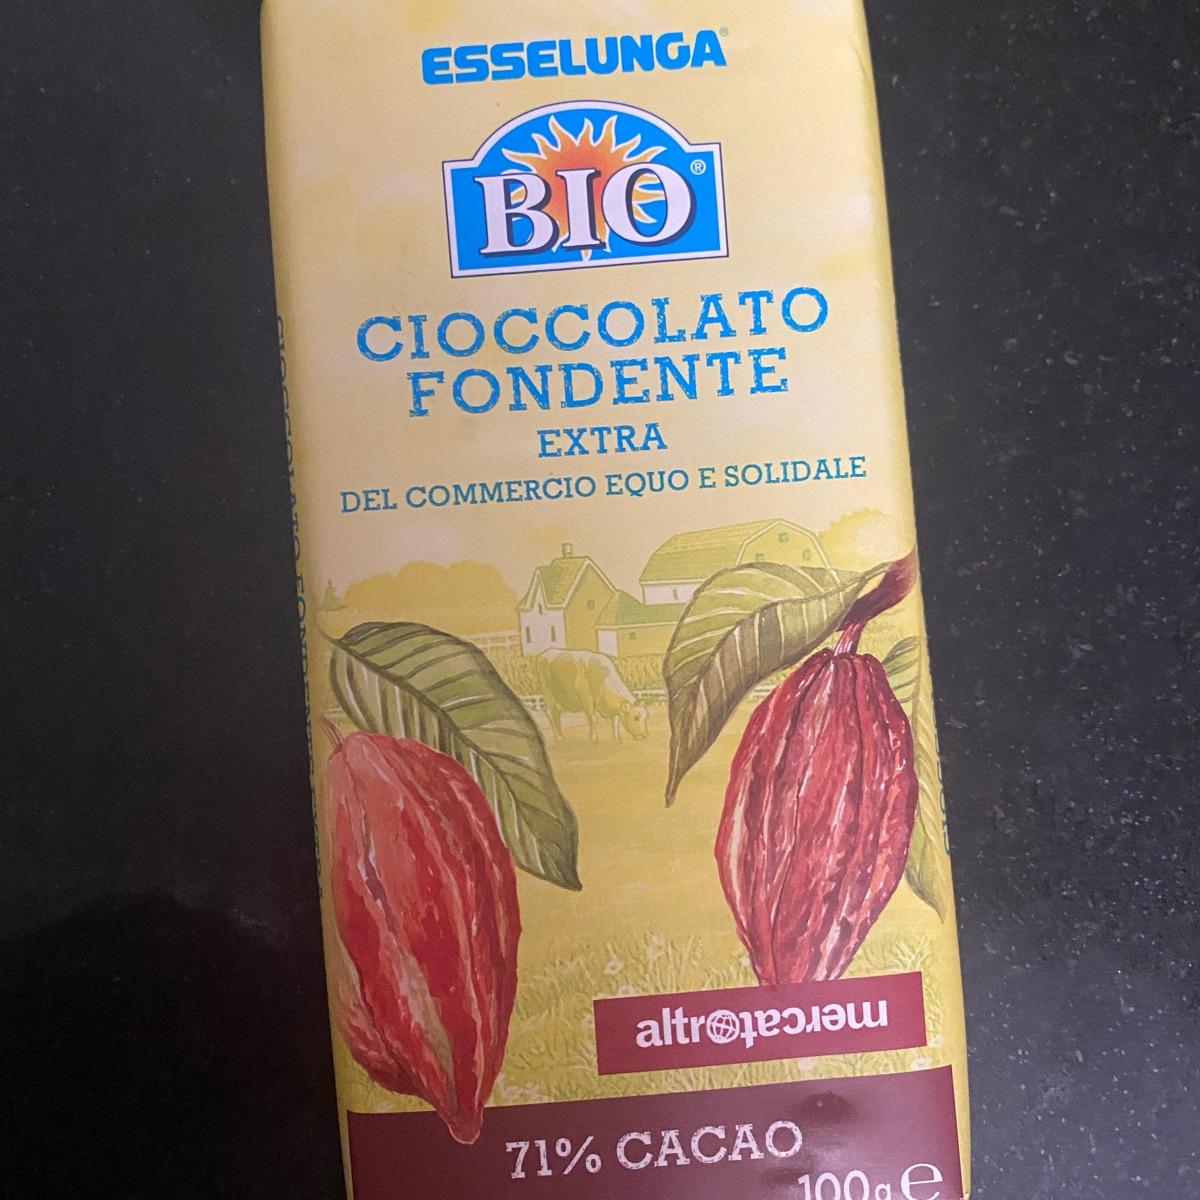 ESSELUNGA®
BIO®
CIOCCOLATO
FONDENTE
EXTRA
DEL COMMERCIO EQUO E SOLIDALE
altromercato
71% CACAO
100g e